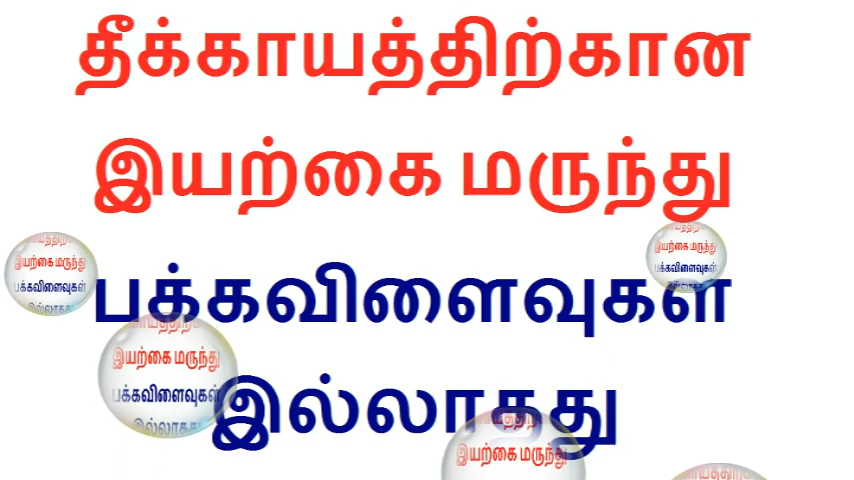 தீக்காயத்திற்கான
இயற்கை மருந்து
பக்கவிளைவுகள்
இல்லாதது